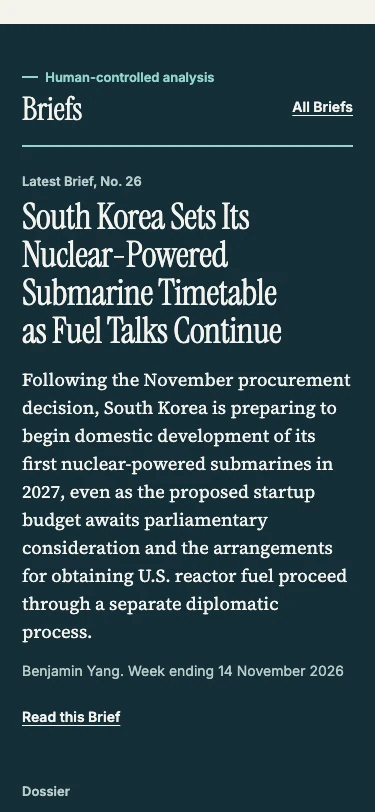 Human-controlled analysis
Briefs
All Briefs
Latest Brief, No. 26
South Korea Sets Its
Nuclear-Powered
Submarine Timetable
as Fuel Talks Continue
Following the November procurement
decision, South Korea is preparing to
begin domestic development of its
first nuclear-powered submarines in
2027, even as the proposed startup
budget awaits parliamentary
consideration and the arrangements
for obtaining U.S. reactor fuel proceed
through a separate diplomatic
process.
Benjamin Yang. Week ending 14 November 2026
Read this Brief
Dossier